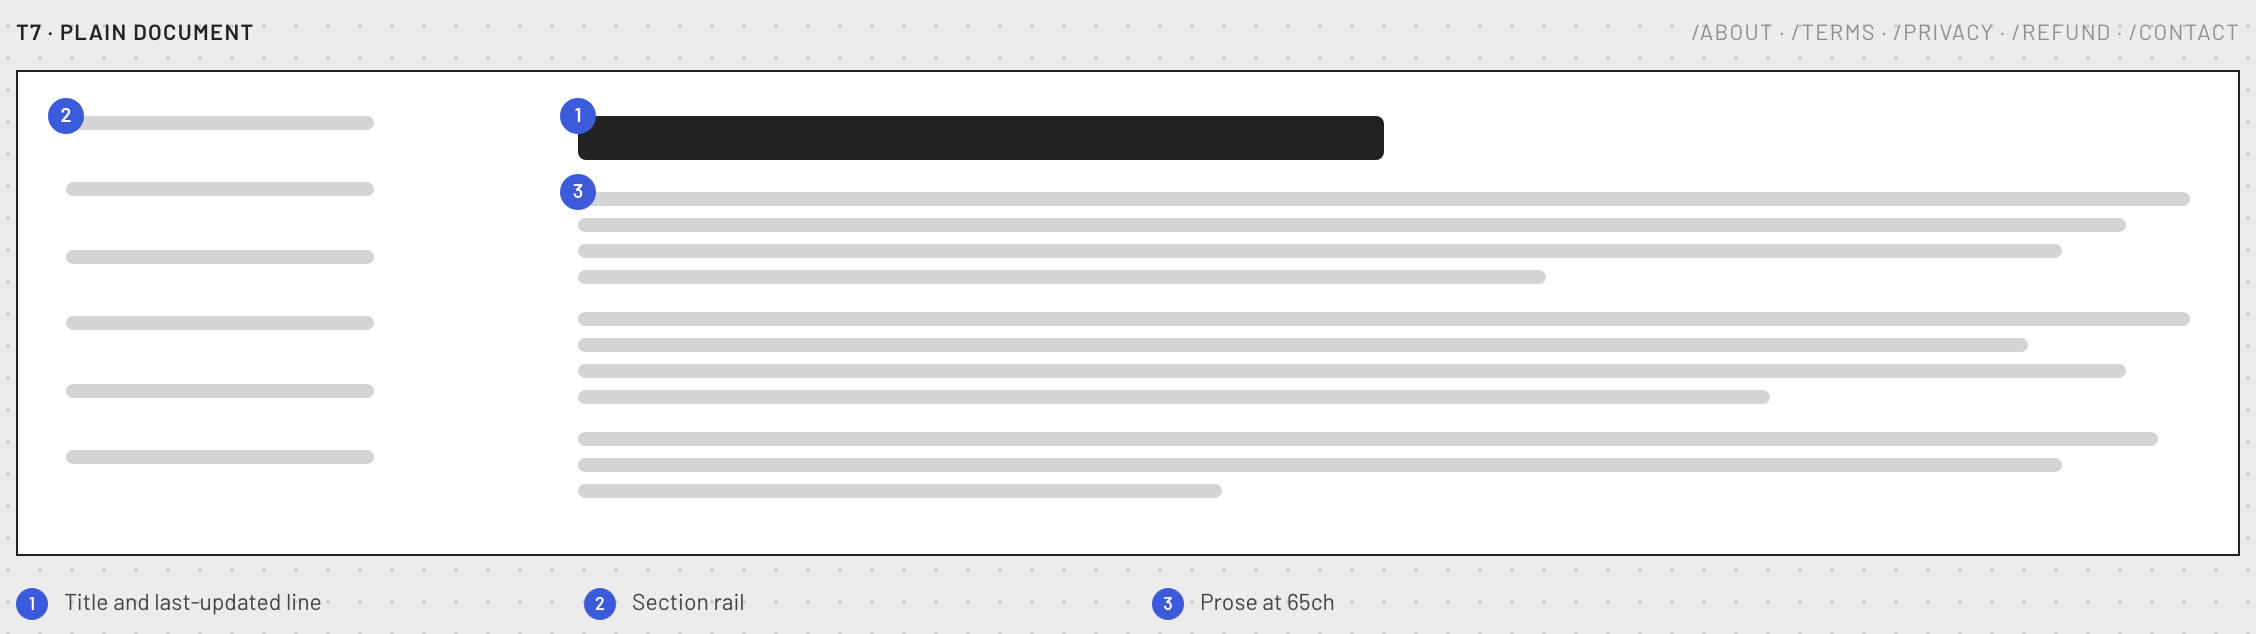 T7 · PLAIN DOCUMENT
/ABOUT · /TERMS · /PRIVACY · /REFUND · /CONTACT
2
1
3
1 Title and last-updated line
2 Section rail
3 Prose at 65ch